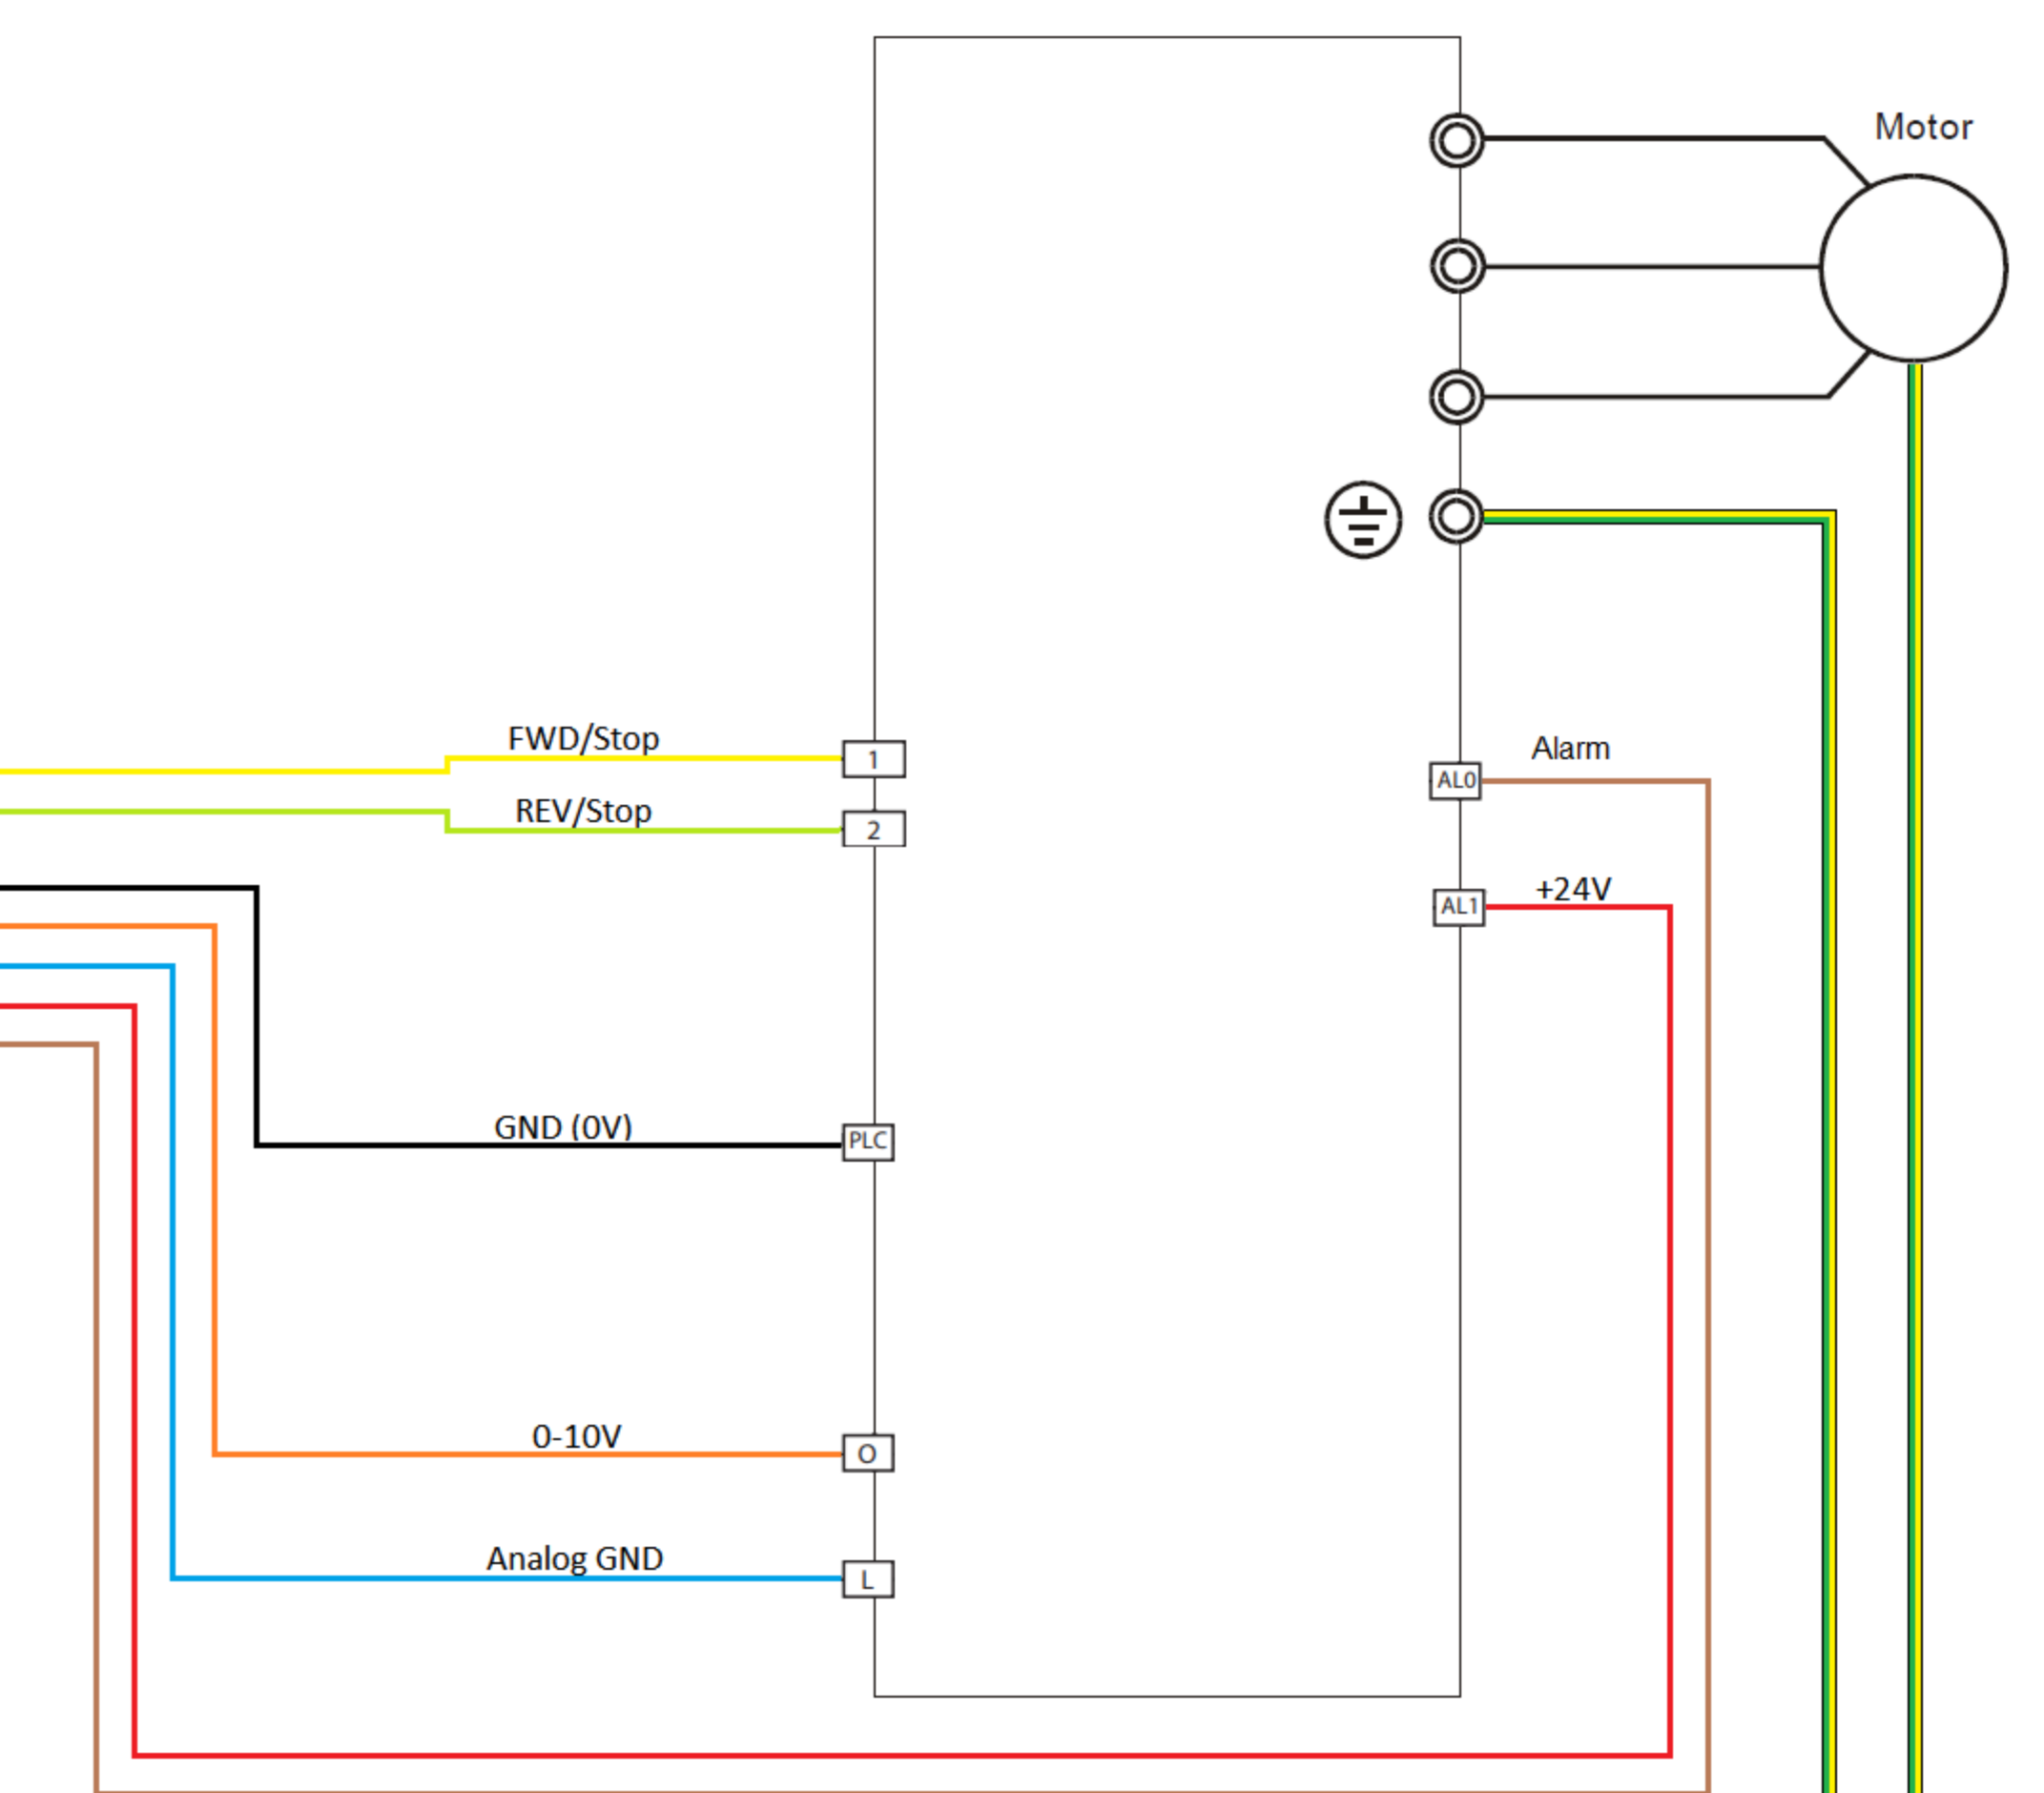 Motor
FWD/Stop
1
Alarm
AL0
REV/Stop
2
+24V
AL1
GND (0V)
PLC
0-10V
O
Analog GND
L